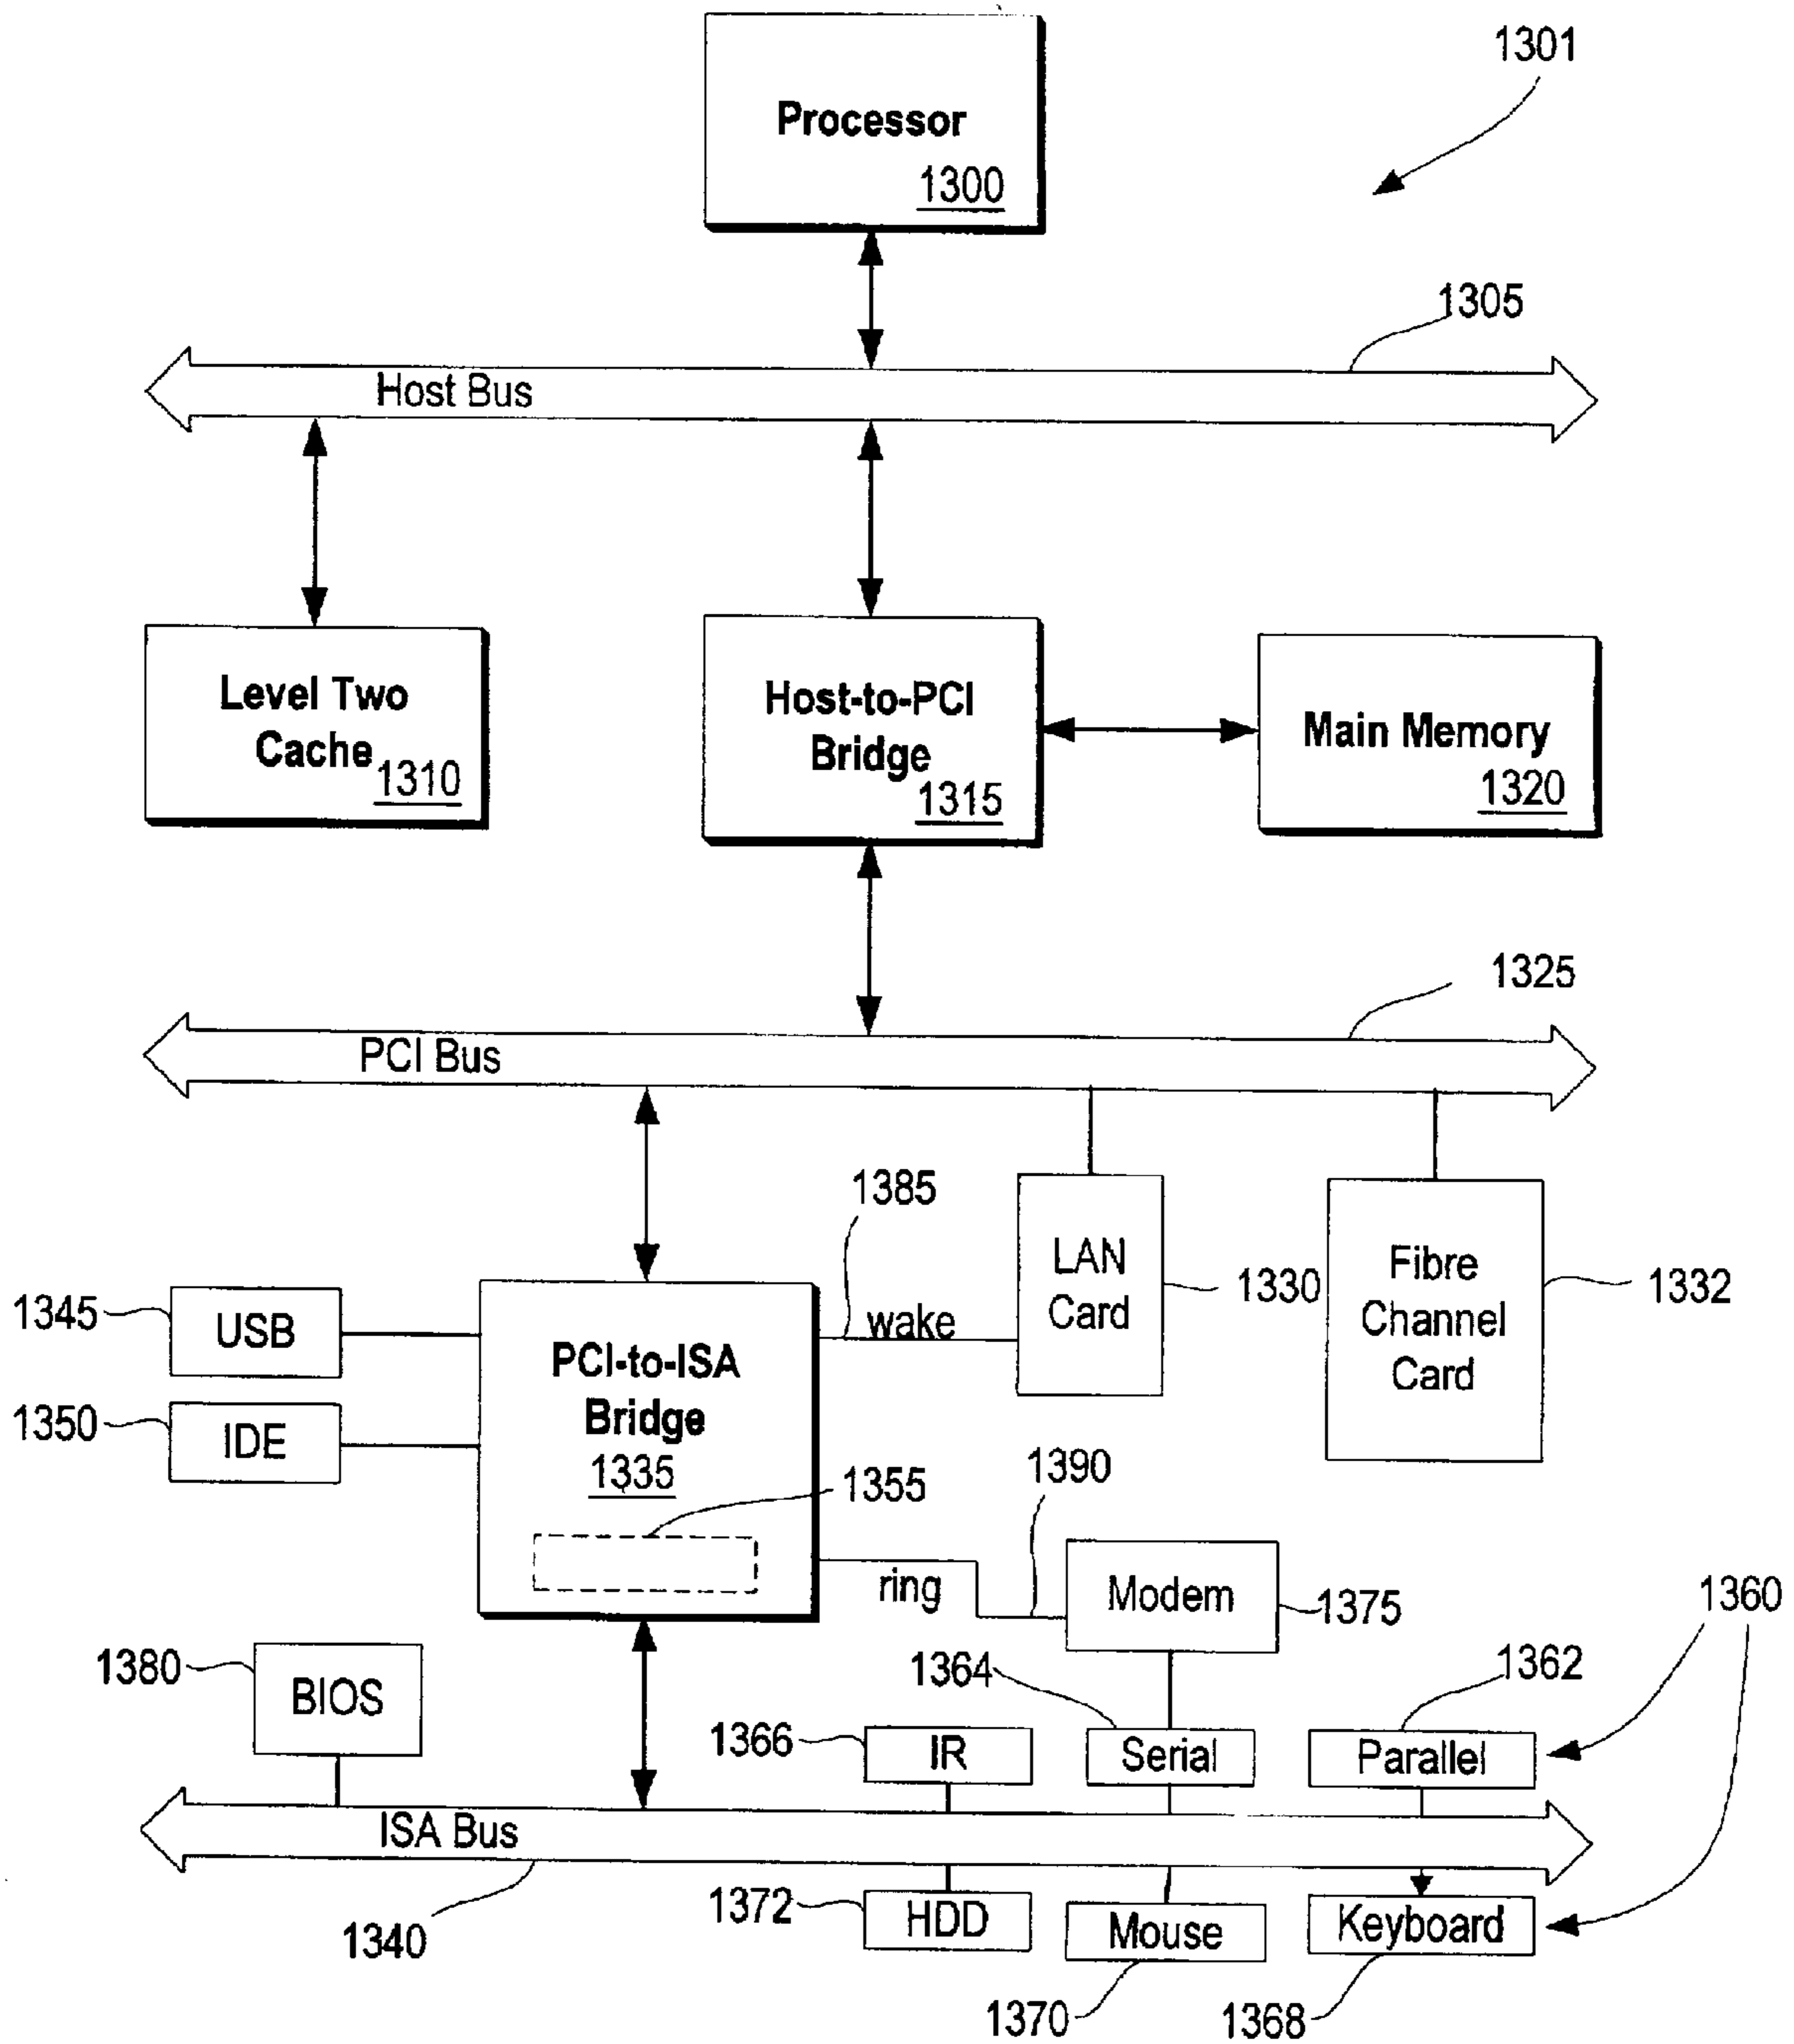 1301
Processor
1300
1305
Host Bus
Level Two
Cache
1310
Host-to-PCI
Bridge
1315
Main Memory
1320
1325
PCI Bus
1385
LAN
Card
1330
Fibre
Channel
Card
1332
1345
USB
wake
PCI-to-ISA
Bridge
1335
1350
IDE
1355
1390
ring
Modem
1375
1360
1380
BIOS
1364
1362
1366
IR
Serial
Parallel
ISA Bus
1340
1372
HDD
Mouse
Keyboard
1370
1368